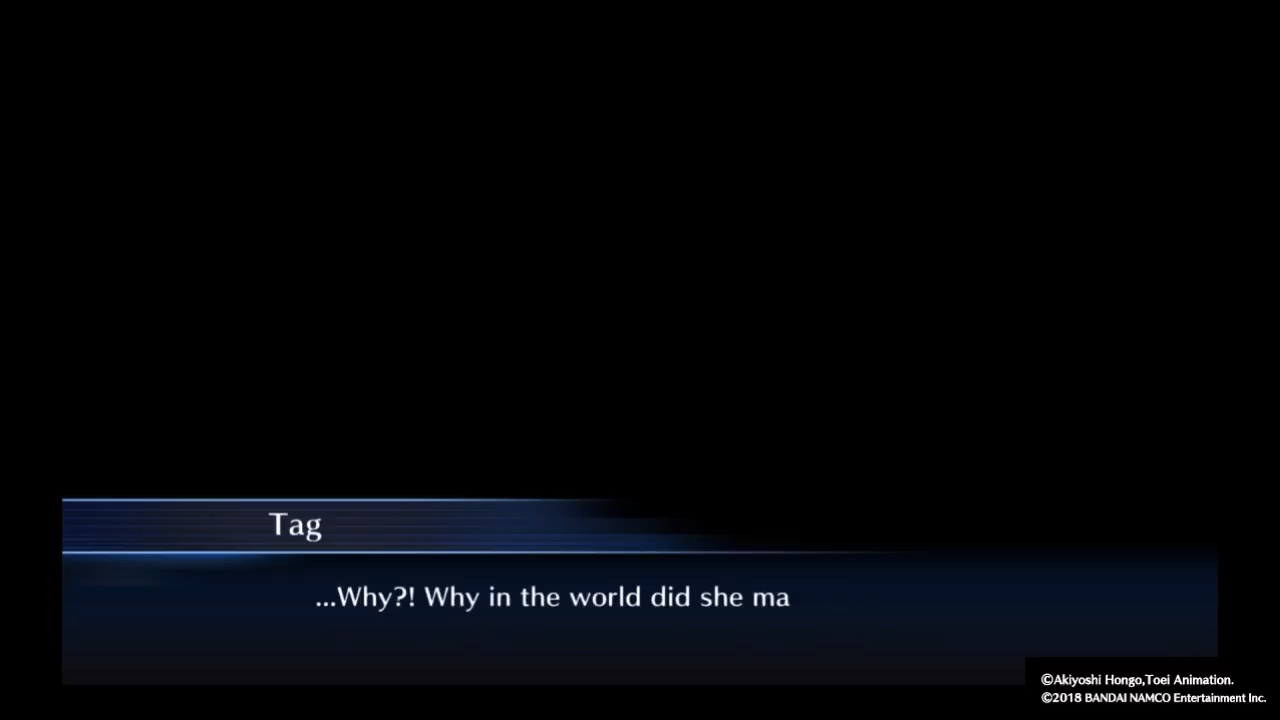 Tag
...Why?! Why in the world did she ma
©Akiyoshi Hongo,Toei Animation.
©2018 BANDAI NAMCO Entertainment Inc.